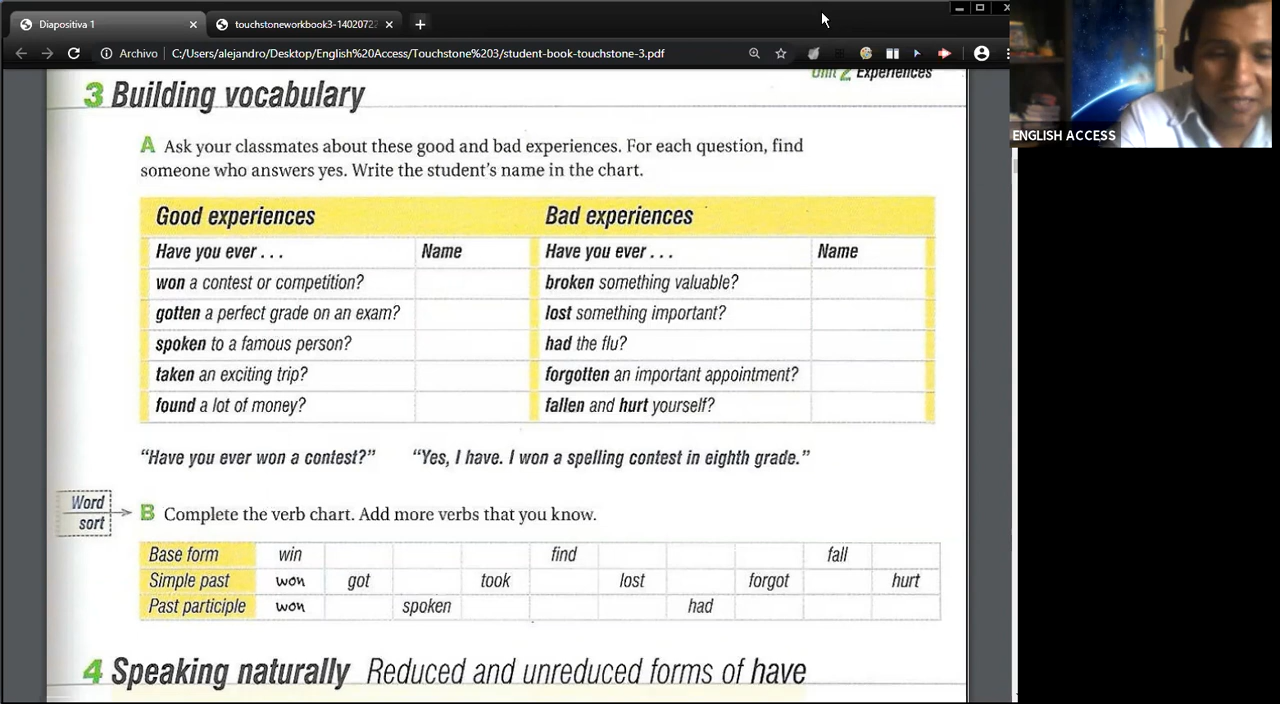 Diapositiva 1
touchstoneworkbook3-14020722
Archivo
C:/Users/alejandro/Desktop/English%20Access/Touchstone%203/student-book-touchstone-3.pdf
ENGLISH ACCESS
Unit 2 Experiences
3 Building vocabulary
A Ask your classmates about these good and bad experiences. For each question, find
someone who answers yes. Write the student's name in the chart.
Good experiences Bad experiences
Have you ever . . . Name Have you ever . . . Name
won a contest or competition? broken something valuable?
gotten a perfect grade on an exam? lost something important?
spoken to a famous person? had the flu?
taken an exciting trip? forgotten an important appointment?
found a lot of money? fallen and hurt yourself?
"Have you ever won a contest?" "Yes, I have. I won a spelling contest in eighth grade."
Word
sort
B Complete the verb chart. Add more verbs that you know.
Base form win find fall
Simple past won got took lost forgot hurt
Past participle won spoken had
4 Speaking naturally Reduced and unreduced forms of have